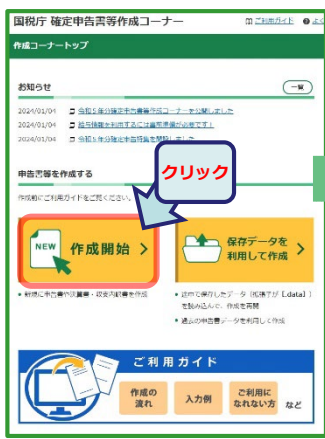 国税庁 確定申告書等作成コーナー
ご利用ガイド
作成コーナートップ
お知らせ
一覧
2024/01/04 令和5年分確定申告書等作成コーナーを公開しました
2024/01/04 給与情報を利用するには事前準備が必要です！
2024/01/04 令和5年分確定申告特集を開設しました
クリック
申告書等を作成する
作成前にご利用ガイドをご覧ください。
NEW 作成開始
保存データを
利用して作成
• 新規に申告書や決算書・収支内訳書を作成
• 途中で保存したデータ（拡張子が【.data】）
を読み込んで、作成を再開
• 過去の申告書データを利用して作成
ご利用ガイド
作成の
流れ
入力例
ご利用に
なれない方
など